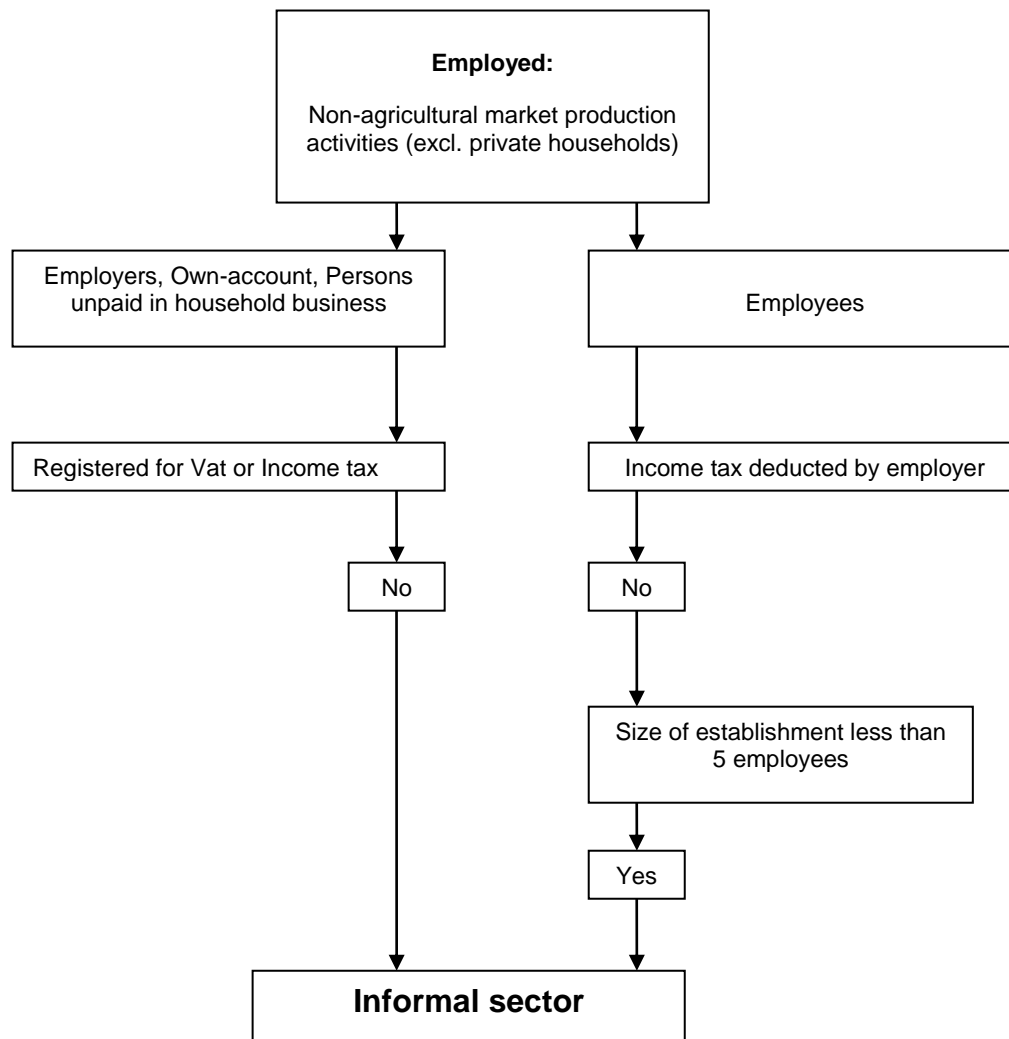 Employed:
Non-agricultural market production
activities (excl. private households)
Employers, Own-account, Persons
unpaid in household business
Employees
Registered for Vat or Income tax
Income tax deducted by employer
No
No
Size of establishment less than
5 employees
Yes
Informal sector